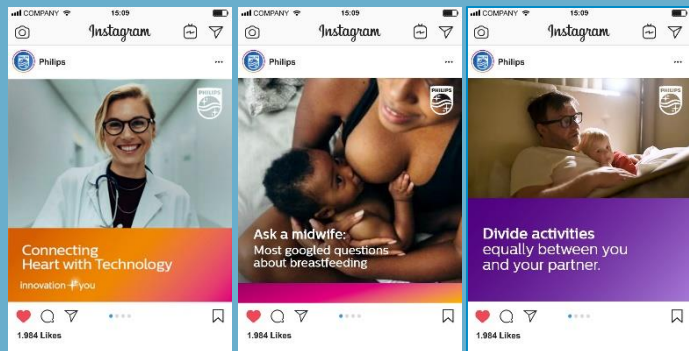 COMPANY 15:09
Instagram
Philips
PHILIPS
Connecting
Heart with Technology
Innovation you
1.984 Likes
COMPANY 15:09
Instagram
Philips
PHILIPS
Ask a midwife:
Most googled questions
about breastfeeding
1.984 Likes
COMPANY 15:09
Instagram
Philips
PHILIPS
Divide activities
equally between you
and your partner.
1.984 Likes